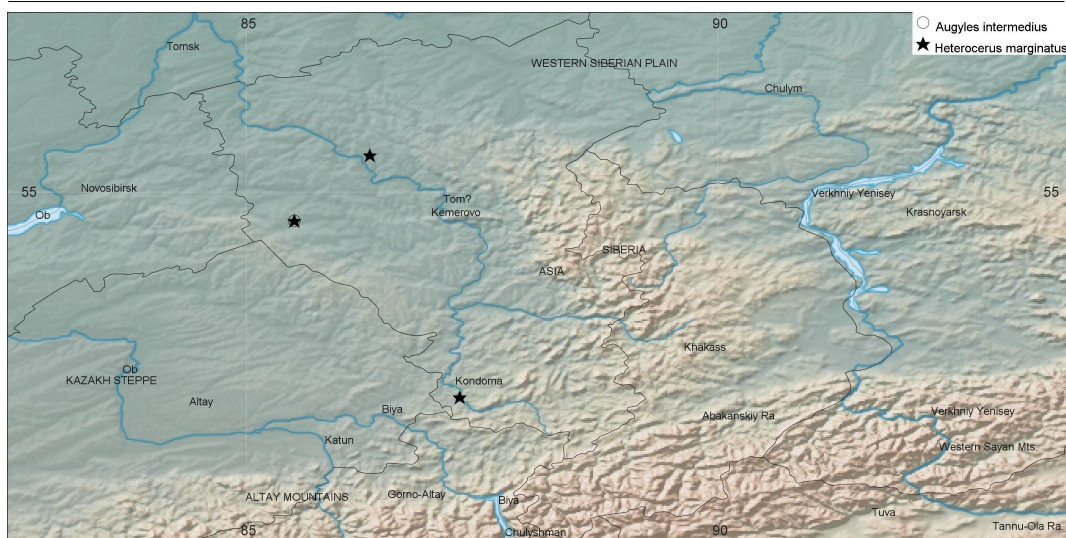 85
90
Augyles intermedius
Heterocerus marginatus
Tomsk
WESTERN SIBERIAN PLAIN
Chulym
Novosibirsk
55
Tom?
Kemerovo
Verkhniy Yenisey
55
Ob
Krasnoyarsk
SIBERIA
ASIA
Khakass
Ob
KAZAKH STEPPE
Kondoma
Altay
Biya
Abakanskiy Ra
Verkhniy Yenisey
Katun
Western Sayan Mts.
ALTAY MOUNTAINS
Gorno-Altay
Biya
Tuva
85
Chulyshman
90
Tannu-Ola Ra.